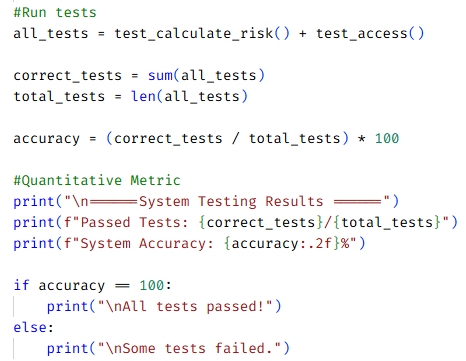 #Run tests
all_tests = test_calculate_risk() + test_access()
correct_tests = sum(all_tests)
total_tests = len(all_tests)
accuracy = (correct_tests / total_tests) * 100
#Quantitative Metric
print("\n======System Testing Results ======")
print(f"Passed Tests: {correct_tests}/{total_tests}")
print(f"System Accuracy: {accuracy:.2f}%")
if accuracy == 100:
    print("\nAll tests passed!")
else:
    print("\nSome tests failed.")